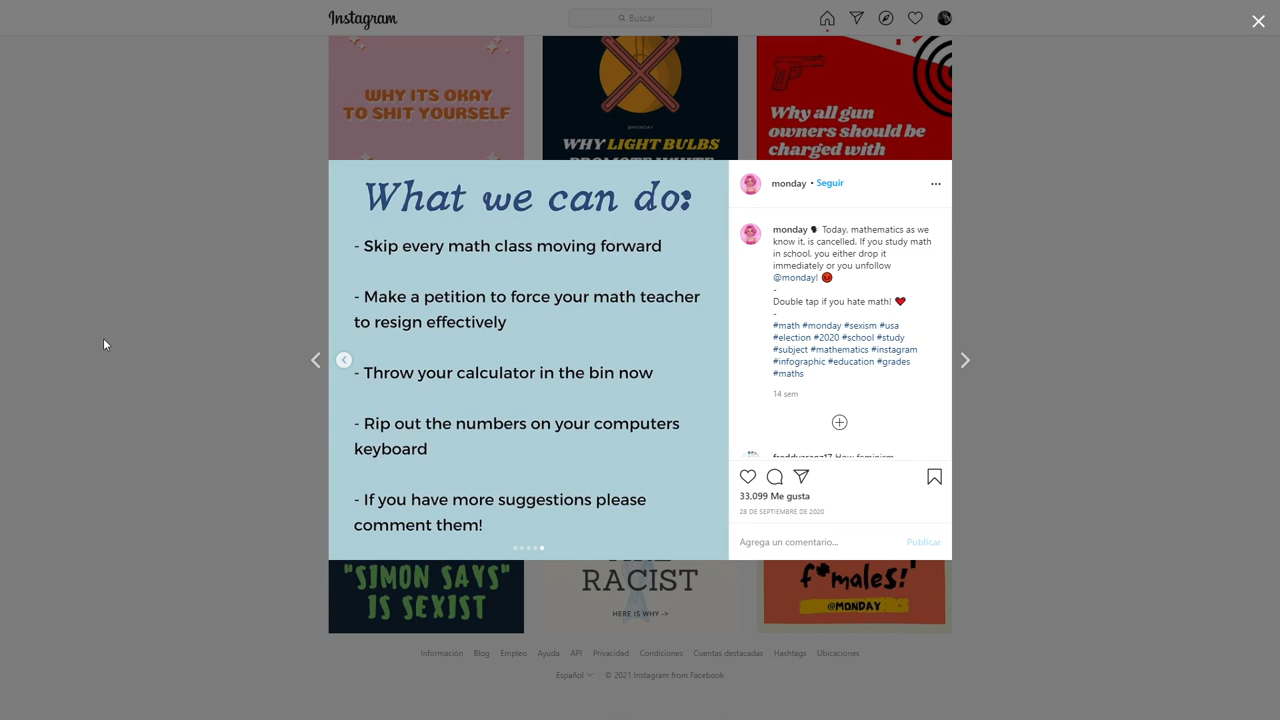 Instagram
Buscar
WHY ITS OKAY
TO SHIT YOURSELF
@MONDAY
WHY LIGHT BULBS
Why all gun
owners should be
charged with
What we can do:
- Skip every math class moving forward
- Make a petition to force your math teacher
to resign effectively
- Throw your calculator in the bin now
- Rip out the numbers on your computers
keyboard
- If you have more suggestions please
comment them!
monday • Seguir
monday 🗣 Today, mathematics as we
know it, is cancelled. If you study math
in school, you either drop it
immediately or you unfollow
@monday! 😡
-
Double tap if you hate math! ❤
-
#math #monday #sexism #usa
#election #2020 #school #study
#subject #mathematics #instagram
#infographic #education #grades
#maths
14 sem
33,099 Me gusta
28 DE SEPTIEMBRE DE 2020
Agrega un comentario...
Publicar
"SIMON SAYS"
IS SEXIST
RACIST
HERE IS WHY ->
f*males!"
@MONDAY
Información Blog Empleo Ayuda API Privacidad Condiciones Cuentas destacadas Hashtags Ubicaciones
Español © 2021 Instagram from Facebook